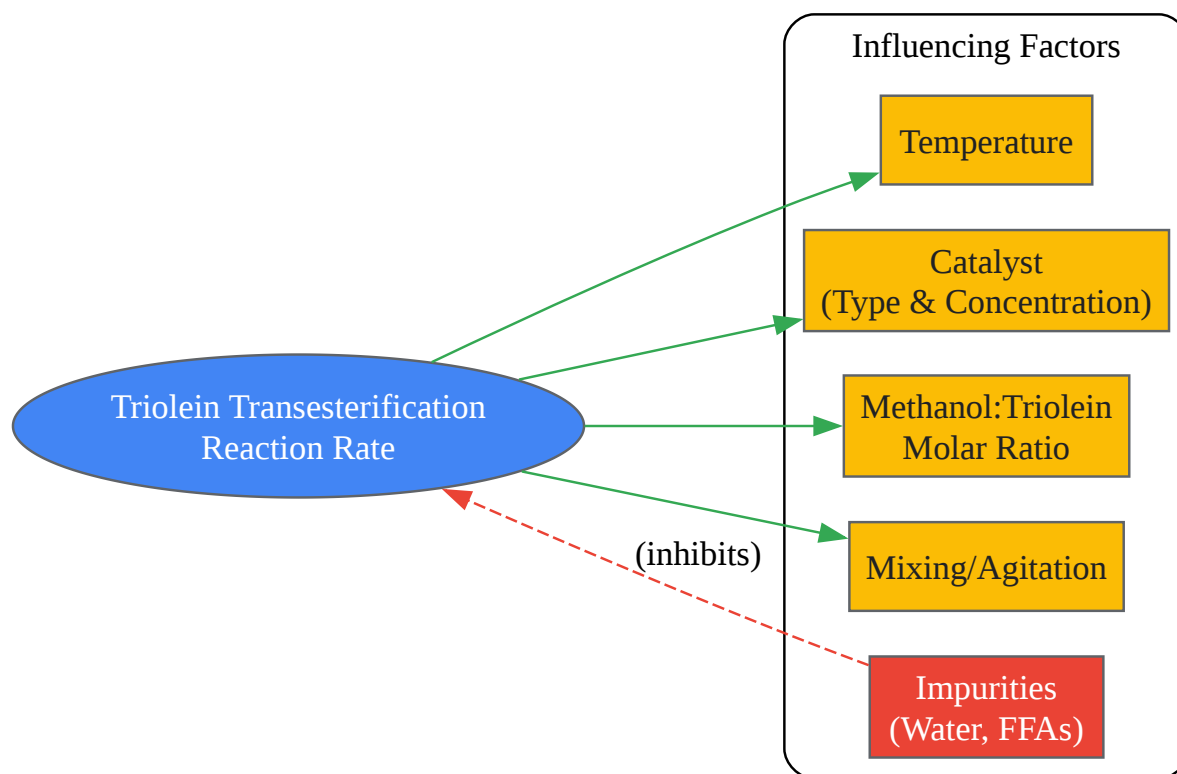 Influencing Factors
Temperature
Catalyst
(Type & Concentration)
Triolein Transesterification
Reaction Rate
Methanol:Triolein
Molar Ratio
(inhibits)
Mixing/Agitation
Impurities
(Water, FFAs)